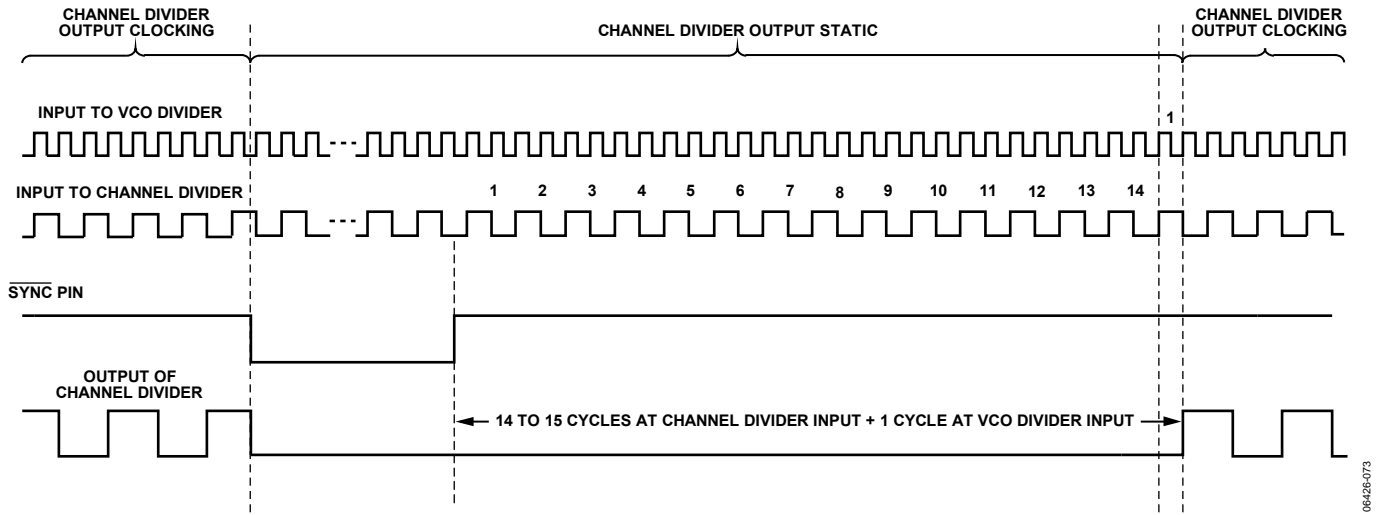 CHANNEL DIVIDER
OUTPUT CLOCKING
CHANNEL DIVIDER OUTPUT STATIC
CHANNEL DIVIDER
OUTPUT CLOCKING
INPUT TO VCO DIVIDER
1
INPUT TO CHANNEL DIVIDER
1 2 3 4 5 6 7 8 9 10 11 12 13 14
SYNC PIN
OUTPUT OF
CHANNEL DIVIDER
14 TO 15 CYCLES AT CHANNEL DIVIDER INPUT + 1 CYCLE AT VCO DIVIDER INPUT
06426-073